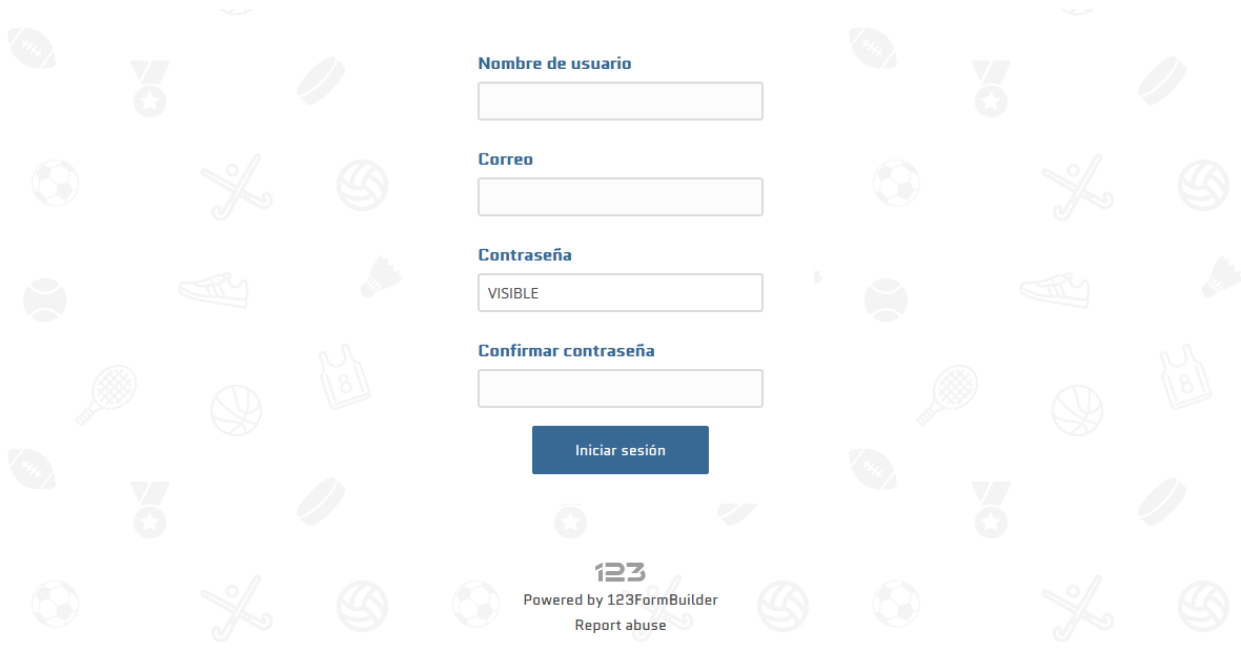 Nombre de usuario
Correo
Contraseña
VISIBLE
Confirmar contraseña
Iniciar sesión
123
Powered by 123FormBuilder
Report abuse